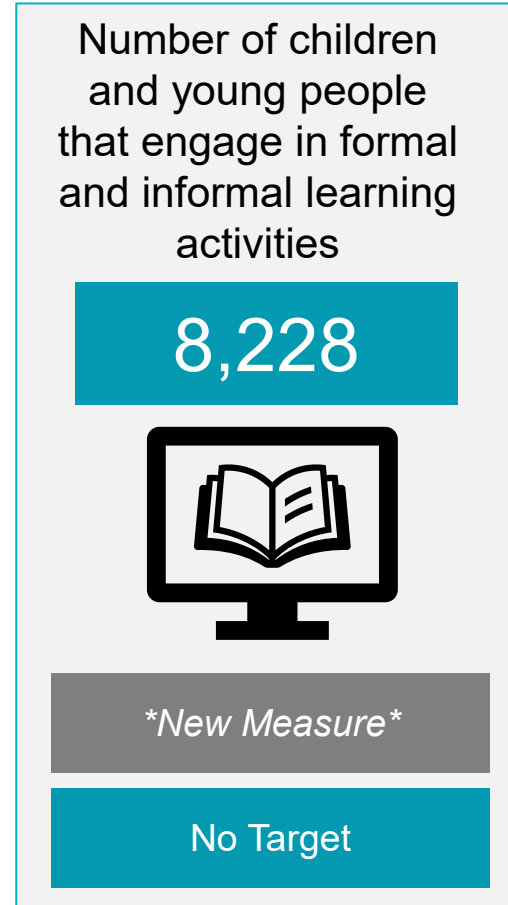 Number of children
and young people
that engage in formal
and informal learning
activities
8,228
*New Measure*
No Target